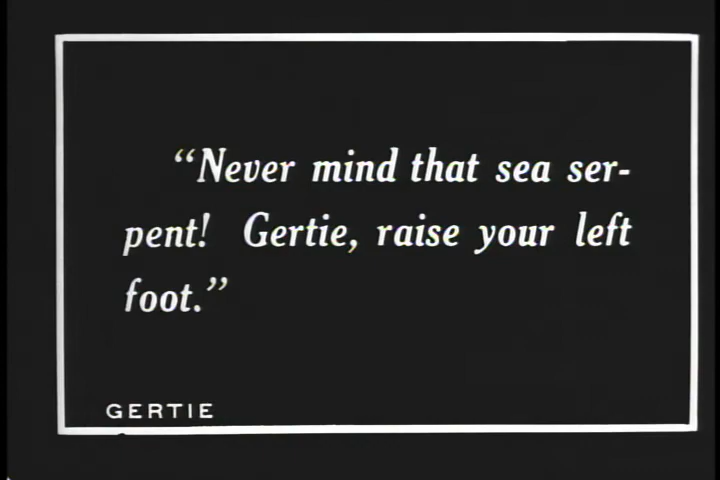 “Never mind that sea ser-
pent! Gertie, raise your left
foot.”
GERTIE